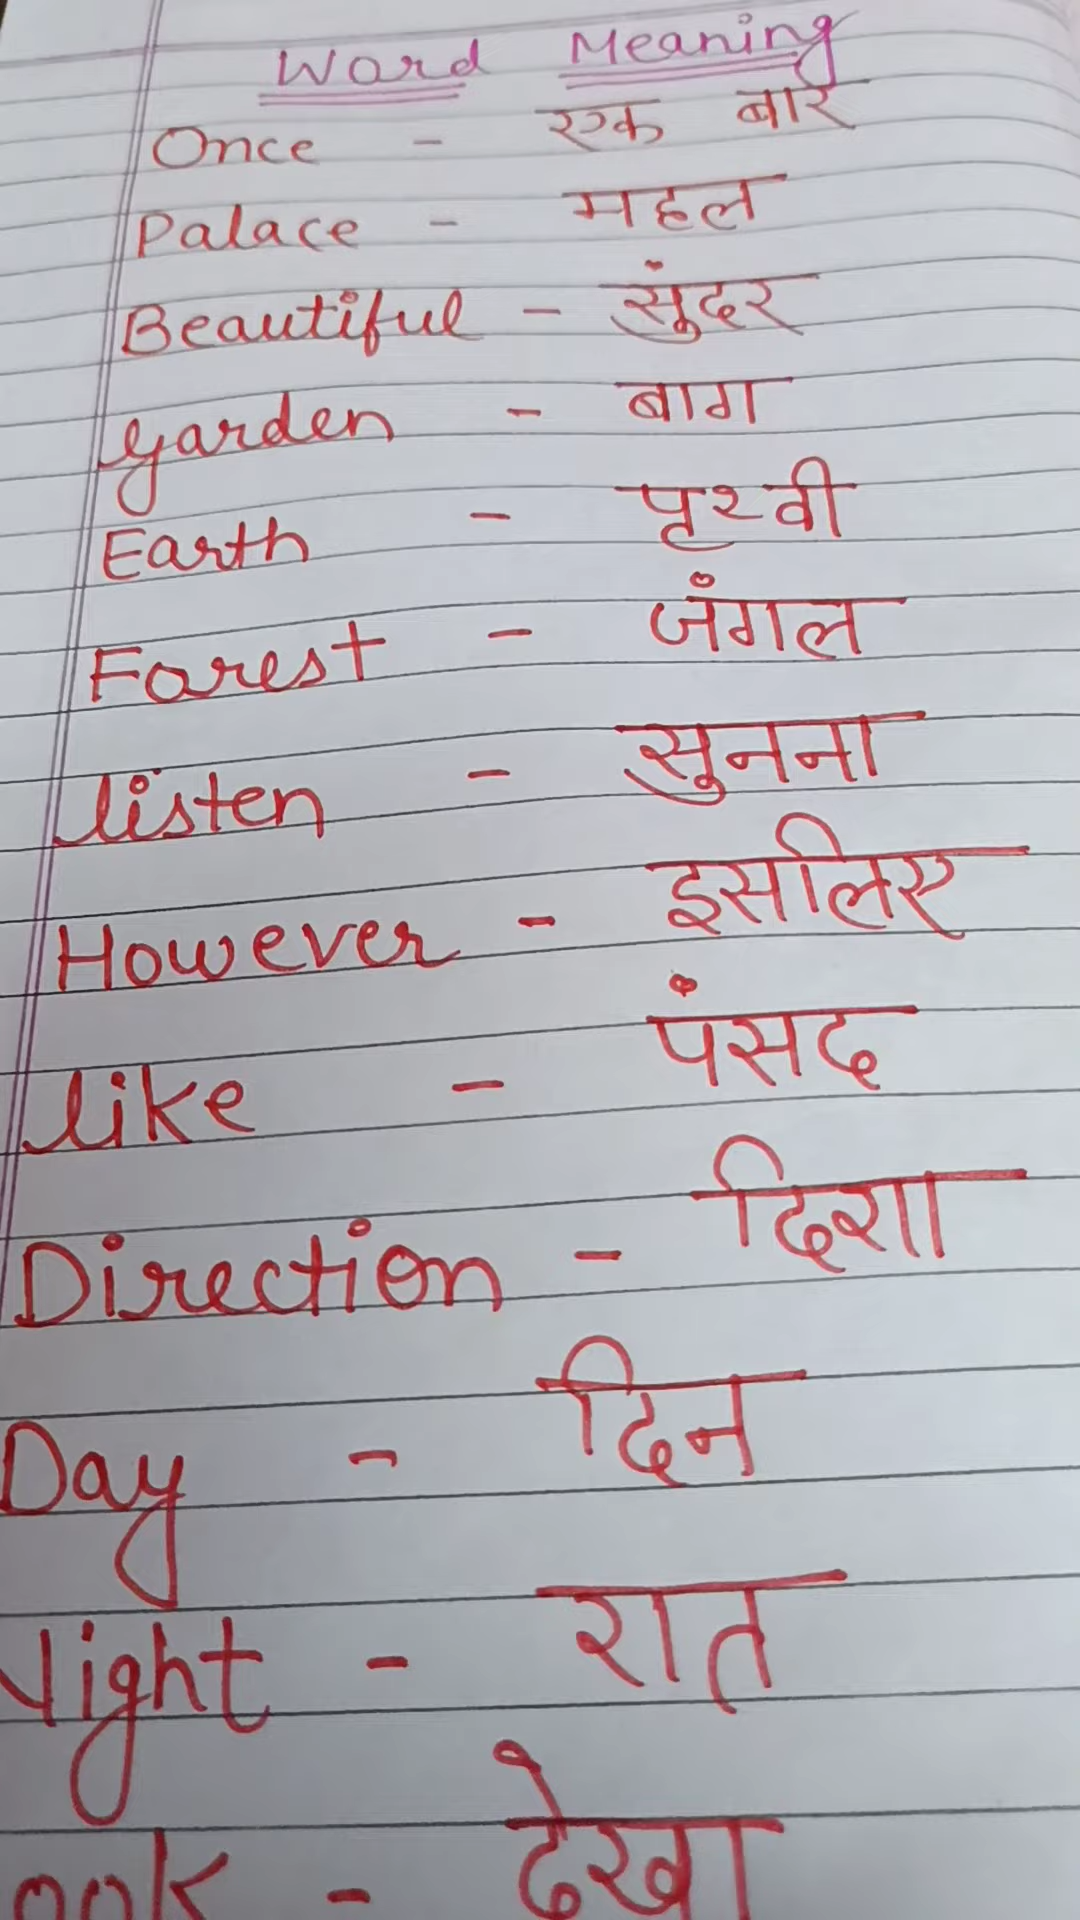 Word Meaning
Once - एक बार
Palace - महल
Beautiful - सुंदर
garden - बाग
Earth - पृथ्वी
Forest - जंगल
listen - सुनना
However - इसलिए
like - पंसद
Direction - दिशा
Day - दिन
Night - रात
ook - देखा